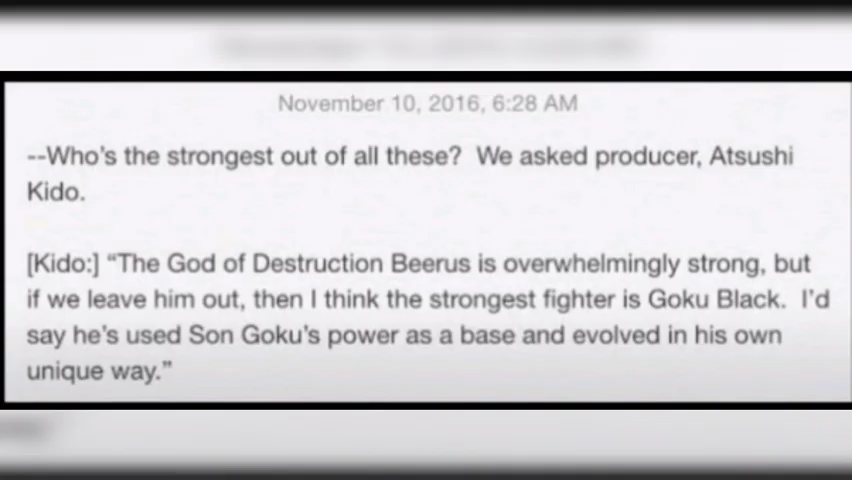 November 10, 2016, 6:28 AM
--Who's the strongest out of all these? We asked producer, Atsushi
Kido.
[Kido:] “The God of Destruction Beerus is overwhelmingly strong, but
if we leave him out, then I think the strongest fighter is Goku Black. I’d
say he’s used Son Goku’s power as a base and evolved in his own
unique way.”